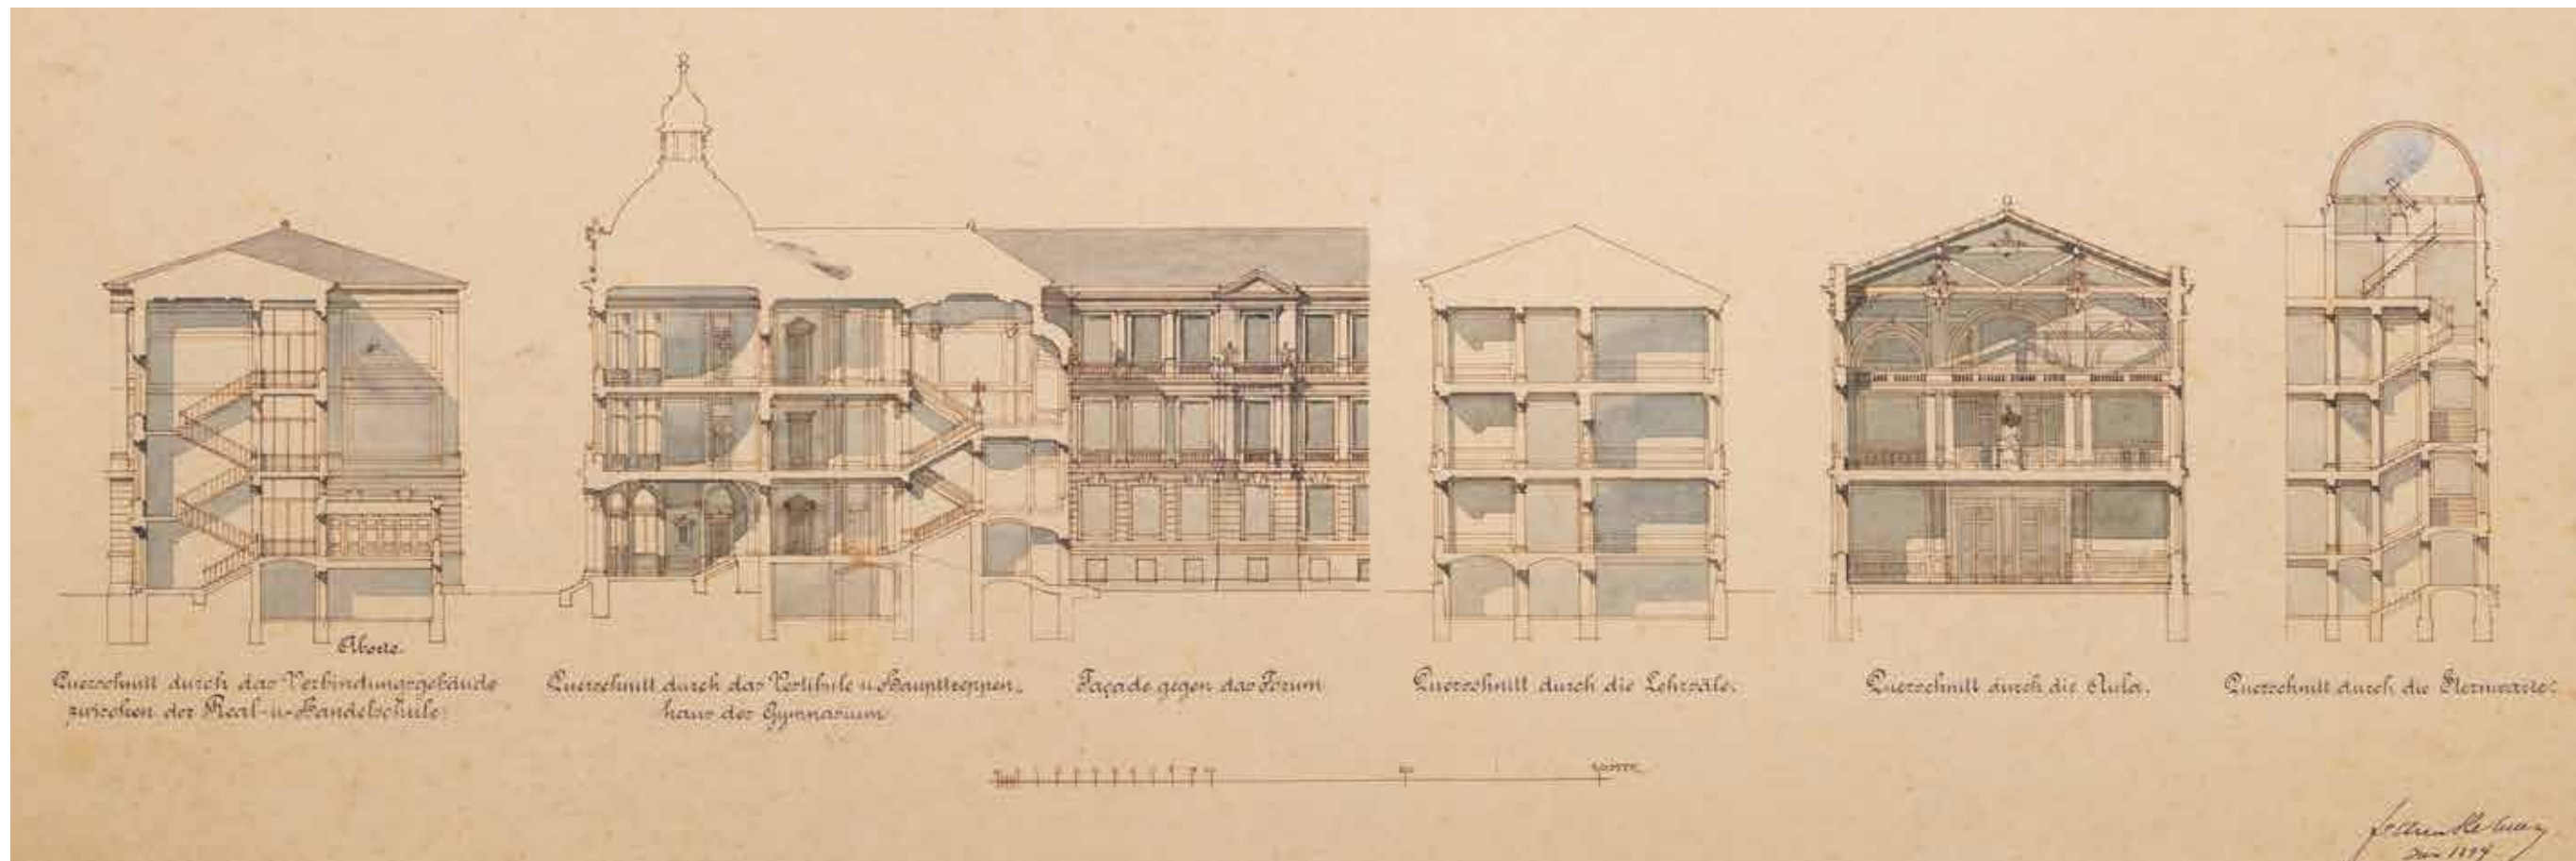 Aborte.
Querschnitt durch das Verbindungsgebäude
zwischen der Real-u-Handelschule.
Querschnitt durch das Vestibule u. Haupttreppen-
haus des Gymnasium
Façade gegen das Forum
Querschnitt durch die Lehrsäle.
Querschnitt durch die Aula.
Querschnitt durch die Sternwarte.
1894